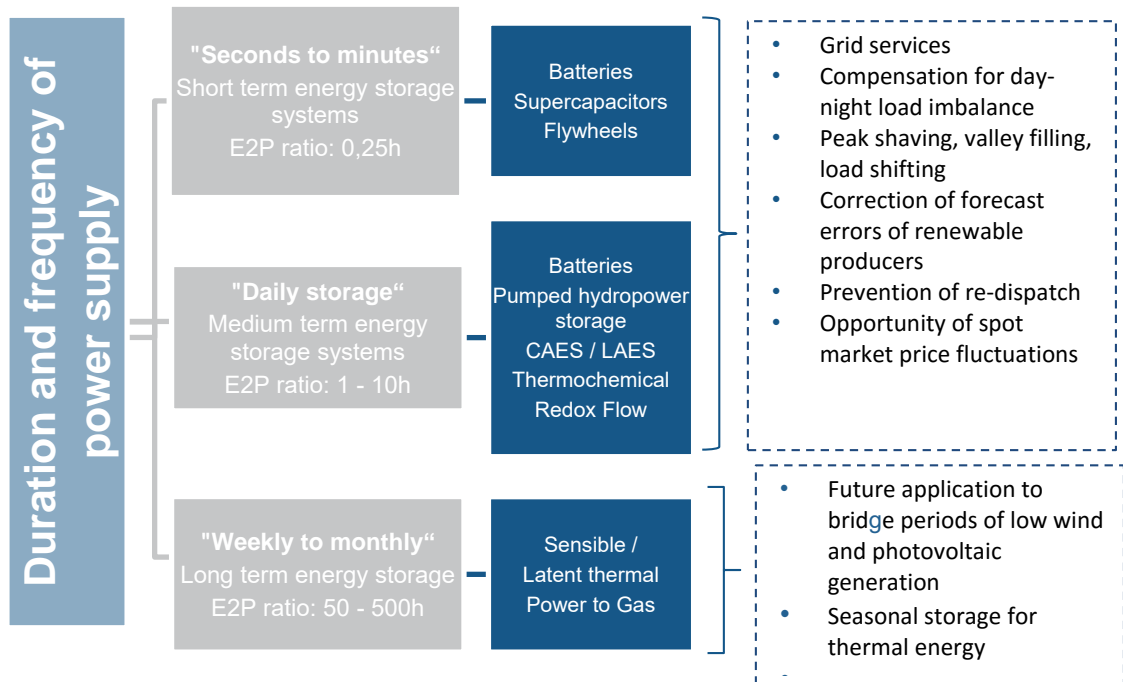 Duration and frequency of
power supply
"Seconds to minutes“
Short term energy storage
systems
E2P ratio: 0,25h
Batteries
Supercapacitors
Flywheels
"Daily storage“
Medium term energy
storage systems
E2P ratio: 1 - 10h
Batteries
Pumped hydropower
storage
CAES / LAES
Thermochemical
Redox Flow
• Grid services
• Compensation for day-
night load imbalance
• Peak shaving, valley filling,
load shifting
• Correction of forecast
errors of renewable
producers
• Prevention of re-dispatch
• Opportunity of spot
market price fluctuations
"Weekly to monthly“
Long term energy storage
E2P ratio: 50 - 500h
Sensible /
Latent thermal
Power to Gas
• Future application to
bridge periods of low wind
and photovoltaic
generation
• Seasonal storage for
thermal energy